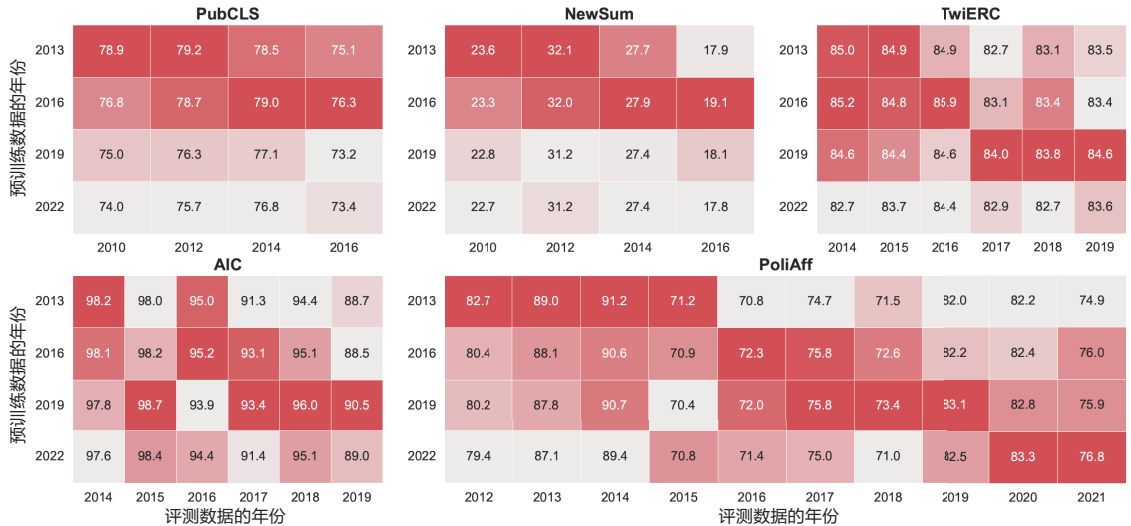 PubCLS NewSum TwiERC
2013 78.9 79.2 78.5 75.1 2013 23.6 32.1 27.7 17.9 2013 85.0 84.9 84.9 82.7 83.1 83.5
2016 76.8 78.7 79.0 76.3 2016 23.3 32.0 27.9 19.1 2016 85.2 84.8 85.9 83.1 83.4 83.4
2019 75.0 76.3 77.1 73.2 2019 22.8 31.2 27.4 18.1 2019 84.6 84.4 84.6 84.0 83.8 84.6
2022 74.0 75.7 76.8 73.4 2022 22.7 31.2 27.4 17.8 2022 82.7 83.7 84.4 82.9 82.7 83.6
2010 2012 2014 2016 2010 2012 2014 2016 2014 2015 2016 2017 2018 2019
预训练数据的年份
AIC PoliAff
2013 98.2 98.0 95.0 91.3 94.4 88.7 2013 82.7 89.0 91.2 71.2 70.8 74.7 71.5 82.0 82.2 74.9
2016 98.1 98.2 95.2 93.1 95.1 88.5 2016 80.4 88.1 90.6 70.9 72.3 75.8 72.6 82.2 82.4 76.0
2019 97.8 98.7 93.9 93.4 96.0 90.5 2019 80.2 87.8 90.7 70.4 72.0 75.8 73.4 83.1 82.8 75.9
2022 97.6 98.4 94.4 91.4 95.1 89.0 2022 79.4 87.1 89.4 70.8 71.4 75.0 71.0 82.5 83.3 76.8
2014 2015 2016 2017 2018 2019 2012 2013 2014 2015 2016 2017 2018 2019 2020 2021
预训练数据的年份
评测数据的年份 评测数据的年份